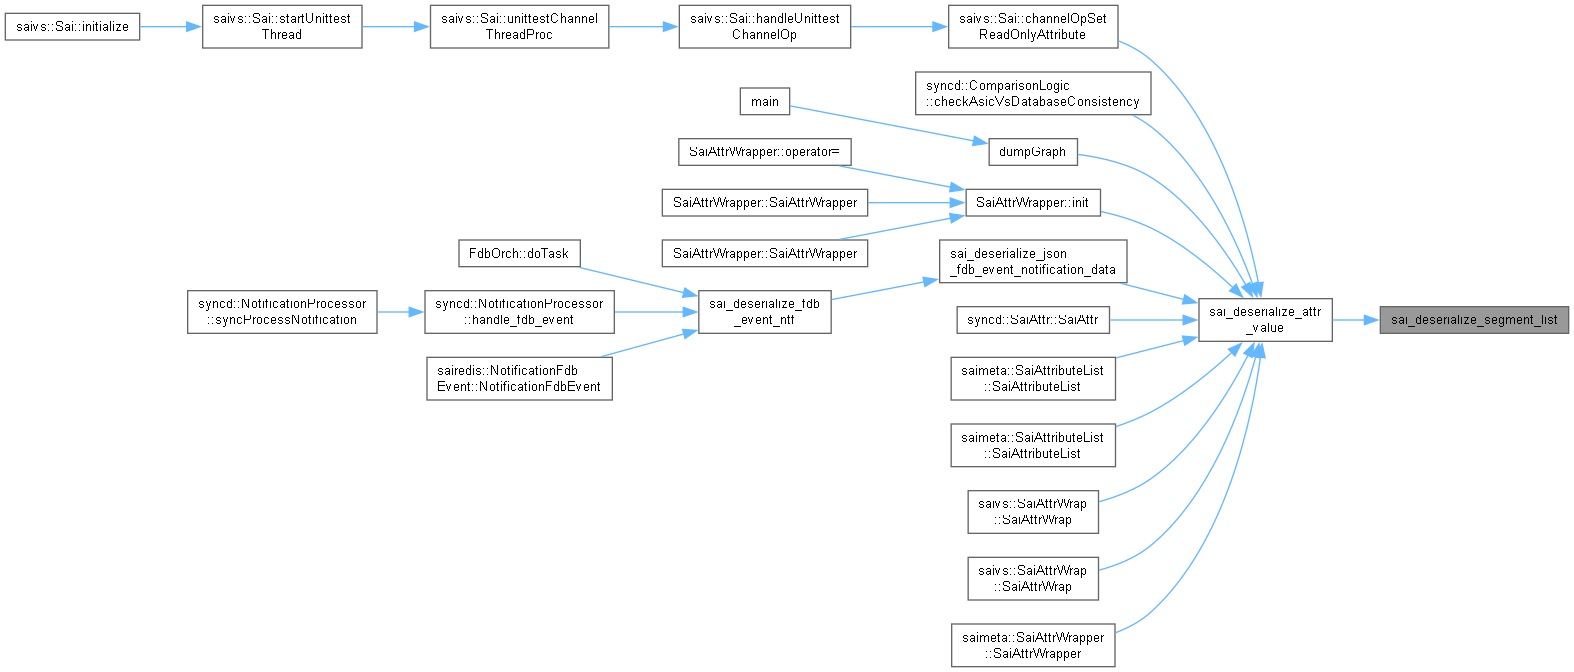 saivs::Sai::initialize
saivs::Sai::startUnittest
Thread
saivs::Sai::unittestChannel
ThreadProc
saivs::Sai::handleUnittest
ChannelOp
saivs::Sai::channelOpSet
ReadOnlyAttribute
syncd::ComparisonLogic
::checkAsicVsDatabaseConsistency
main
dumpGraph
SaiAttrWrapper::operator=
SaiAttrWrapper::SaiAttrWrapper
SaiAttrWrapper::init
SaiAttrWrapper::SaiAttrWrapper
FdbOrch::doTask
sai_deserialize_json
_fdb_event_notification_data
syncd::NotificationProcessor
::syncProcessNotification
syncd::NotificationProcessor
::handle_fdb_event
sai_deserialize_fdb
_event_ntf
syncd::SaiAttr::SaiAttr
sai_deserialize_attr
_value
sai_deserialize_segment_list
sairedis::NotificationFdb
Event::NotificationFdbEvent
saimeta::SaiAttributeList
::SaiAttributeList
saimeta::SaiAttributeList
::SaiAttributeList
saivs::SaiAttrWrap
::SaiAttrWrap
saivs::SaiAttrWrap
::SaiAttrWrap
saimeta::SaiAttrWrapper
::SaiAttrWrapper